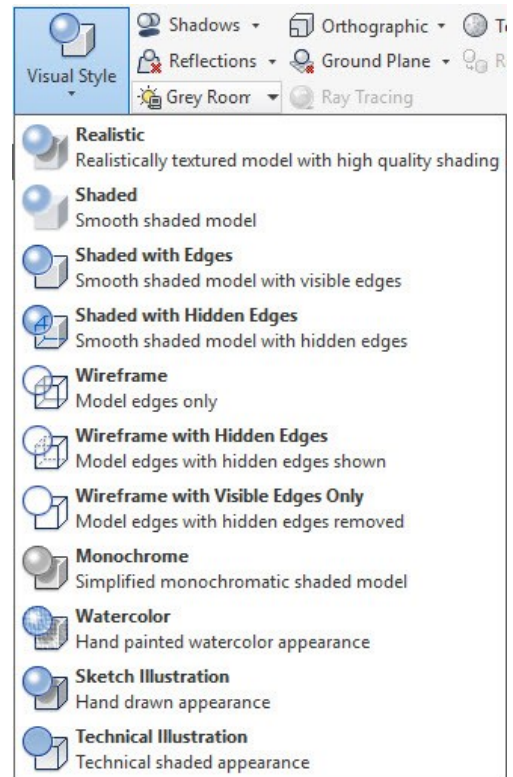 Visual Style
Shadows
Orthographic
Reflections
Ground Plane
Grey Room
Ray Tracing
Realistic
Realistically textured model with high quality shading
Shaded
Smooth shaded model
Shaded with Edges
Smooth shaded model with visible edges
Shaded with Hidden Edges
Smooth shaded model with hidden edges
Wireframe
Model edges only
Wireframe with Hidden Edges
Model edges with hidden edges shown
Wireframe with Visible Edges Only
Model edges with hidden edges removed
Monochrome
Simplified monochromatic shaded model
Watercolor
Hand painted watercolor appearance
Sketch Illustration
Hand drawn appearance
Technical Illustration
Technical shaded appearance